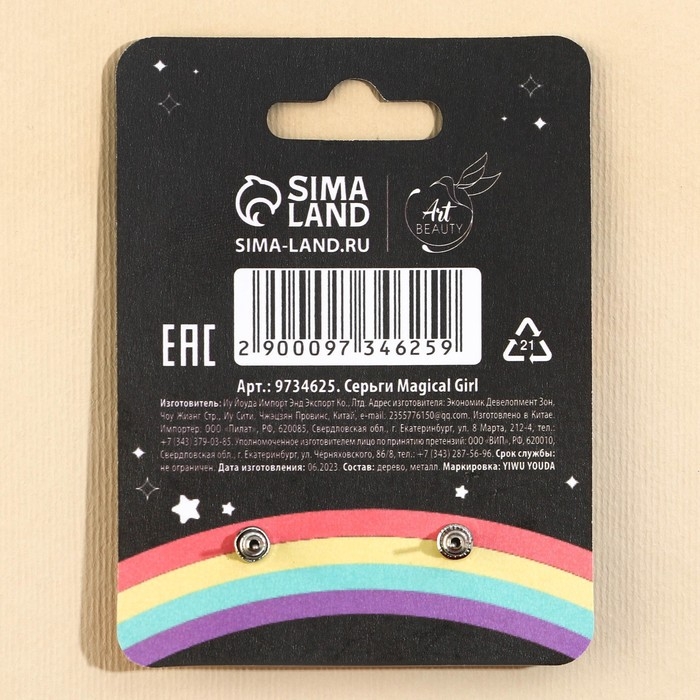 SIMA
LAND
SIMA-LAND.RU
Art
BEAUTY
EAC
2 900097 346259
21
Арт.: 9734625. Серьги Magical Girl
Изготовитель: Иу Йоуда Импорт Энд Экспорт Ко., Лтд. Адрес изготовителя: Экономик Девелопмент Зон,
Чоу Жианг Стр., Иу Сити, Чжэцзян Провинс, Китай, e-mail: 2355776150@qq.com. Изготовлено в Китае.
Импортер: ООО «Пилат», РФ, 620085, Свердловская обл., г. Екатеринбург, ул. 8 Марта, 212-4, тел.:
+7 (343) 379-03-85. Уполномоченное изготовителем лицо по принятию претензий: ООО «ВИП», РФ, 620010,
Свердловская обл., г. Екатеринбург, ул. Черняховского, 86/8, тел.: +7 (343) 287-56-96. Срок службы:
не ограничен. Дата изготовления: 06.2023. Состав: дерево, металл. Маркировка: YIWU YOUDA